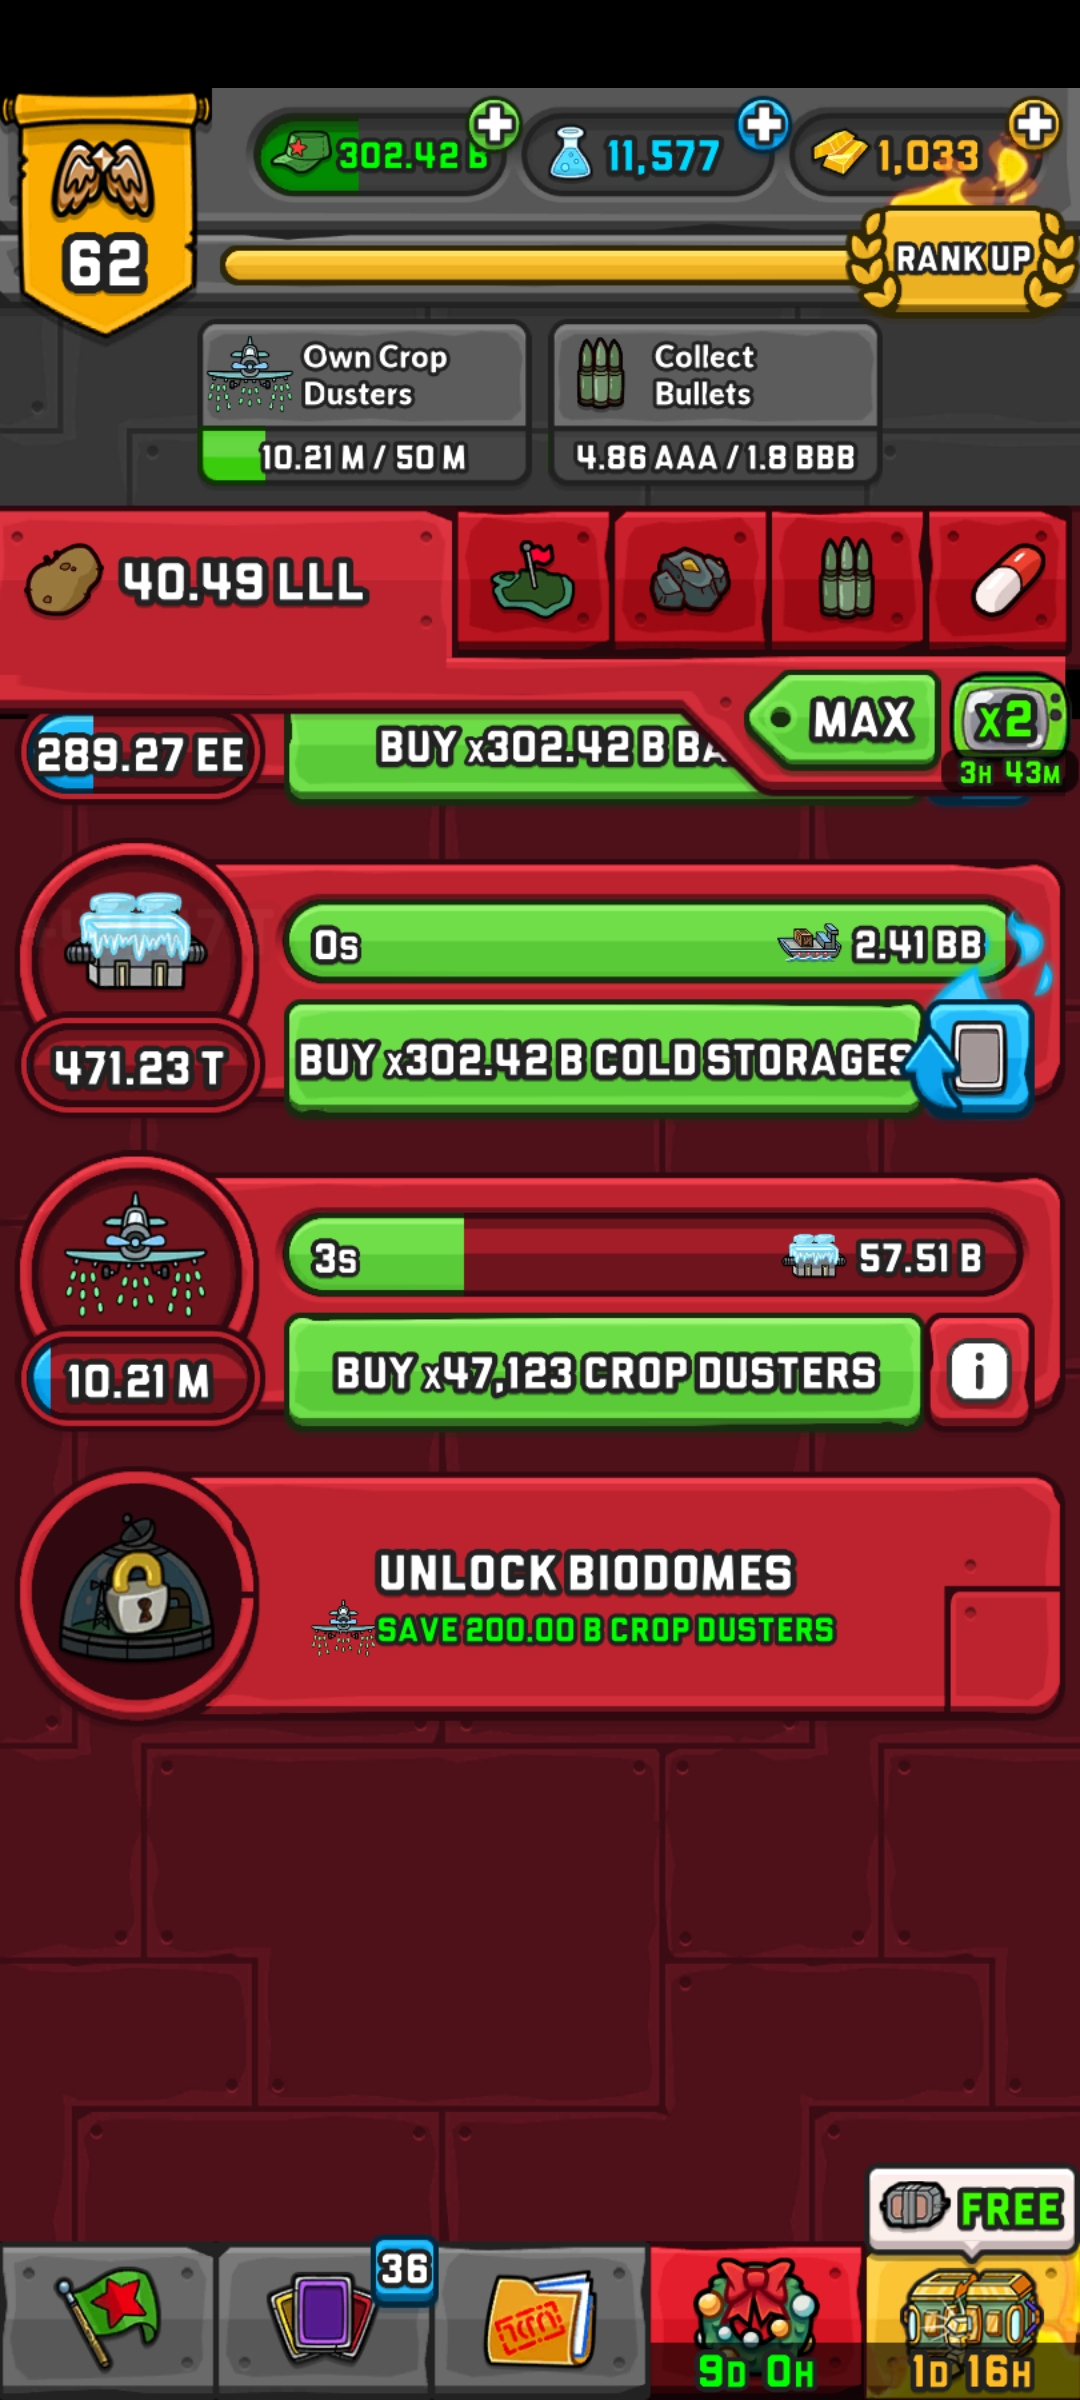 302.42 B
11,577
1,033
62
RANK UP
Own Crop
Dusters
10.21 M / 50 M
Collect
Bullets
4.86 AAA / 1.8 BBB
40.49 LLL
MAX
X2
3H 43M
289.27 EE
BUY x302.42 B BA
0s
2.41 BB
471.23 T
BUY x302.42 B COLD STORAGES
3s
57.51 B
10.21 M
BUY x47,123 CROP DUSTERS
i
UNLOCK BIODOMES
SAVE 200.00 B CROP DUSTERS
FREE
36
9D 0H
1D 16H